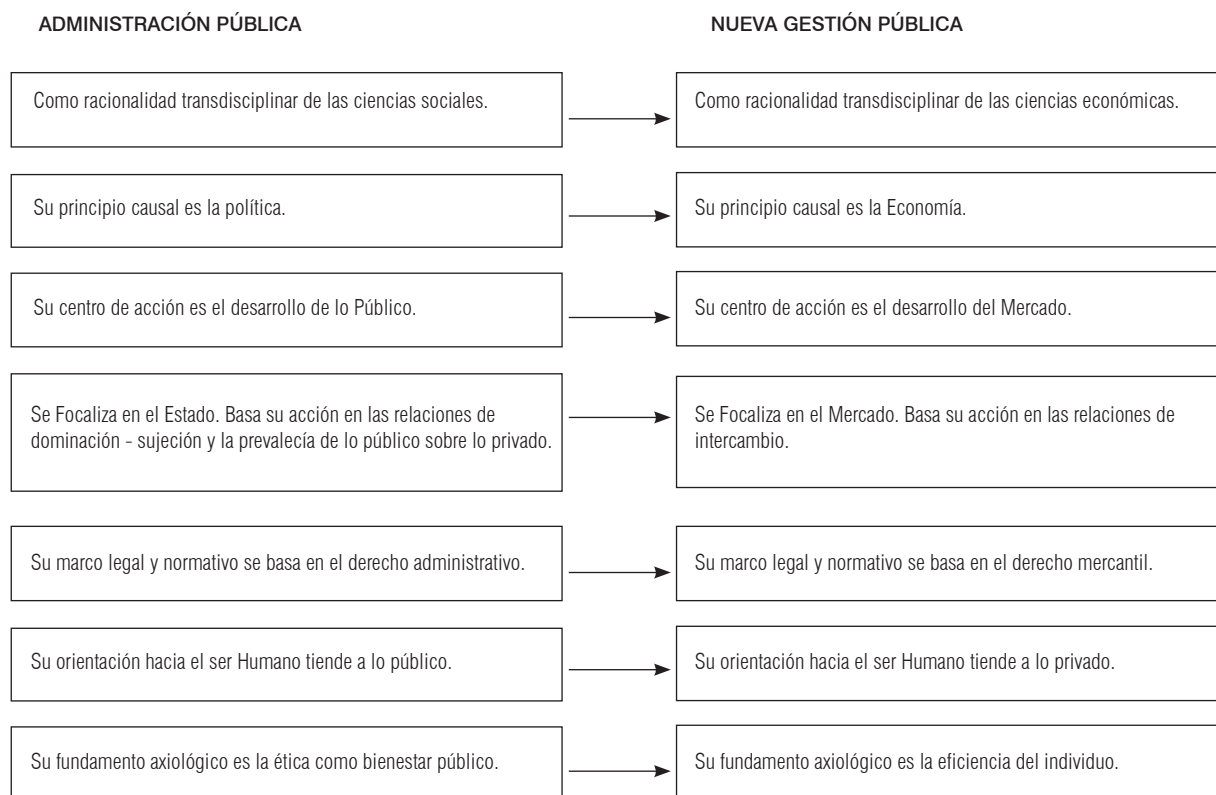 ADMINISTRACIÓN PÚBLICA
NUEVA GESTIÓN PÚBLICA
Como racionalidad transdisciplinar de las ciencias sociales.
Como racionalidad transdisciplinar de las ciencias económicas.
Su principio causal es la política.
Su principio causal es la Economía.
Su centro de acción es el desarrollo de lo Público.
Su centro de acción es el desarrollo del Mercado.
Se Focaliza en el Estado. Basa su acción en las relaciones de
dominación - sujeción y la prevalecía de lo público sobre lo privado.
Se Focaliza en el Mercado. Basa su acción en las relaciones de
intercambio.
Su marco legal y normativo se basa en el derecho administrativo.
Su marco legal y normativo se basa en el derecho mercantil.
Su orientación hacia el ser Humano tiende a lo público.
Su orientación hacia el ser Humano tiende a lo privado.
Su fundamento axiológico es la ética como bienestar público.
Su fundamento axiológico es la eficiencia del individuo.